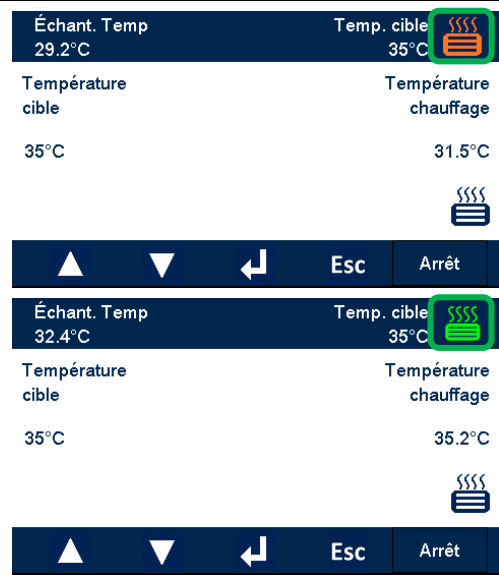 Échant. Temp Temp. cible
29.2°C 35°C
Température Température
cible chauffage
35°C 31.5°C
Esc Arrêt
Échant. Temp Temp. cible
32.4°C 35°C
Température Température
cible chauffage
35°C 35.2°C
Esc Arrêt